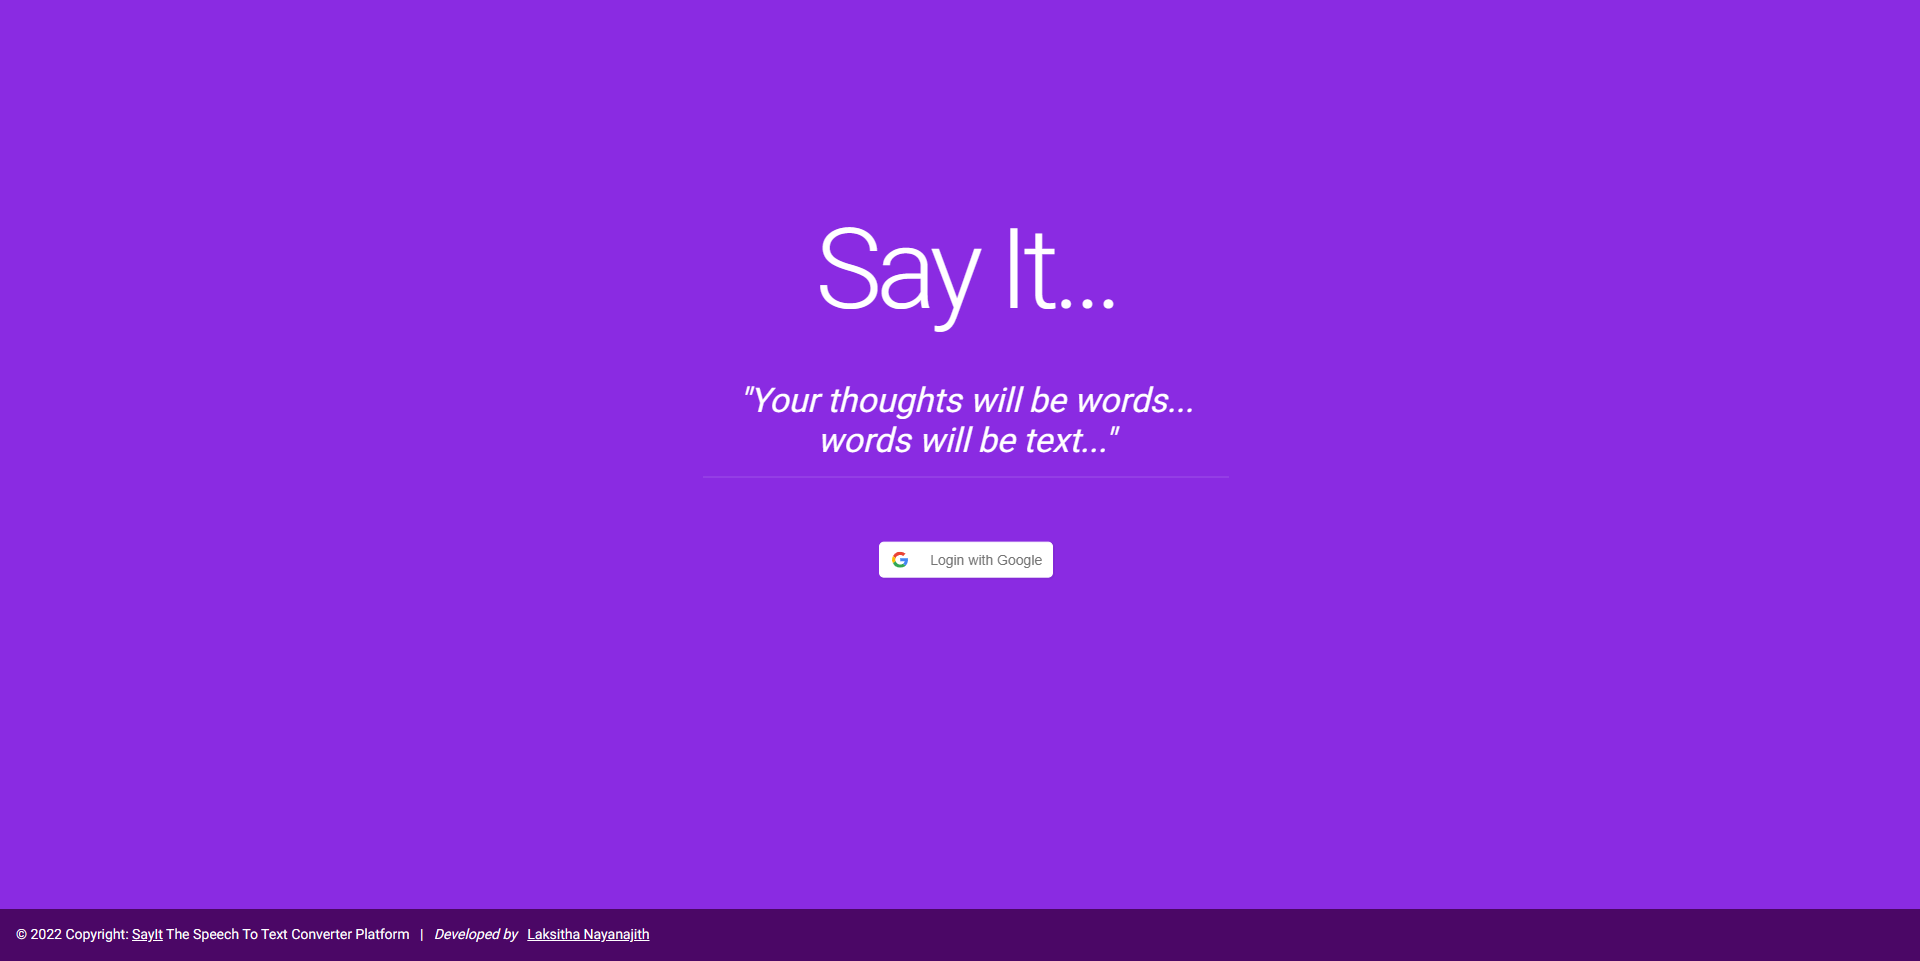 Say It...
"Your thoughts will be words...
words will be text..."
Login with Google
© 2022 Copyright: SayIt The Speech To Text Converter Platform | Developed by Laksitha Nayanajith